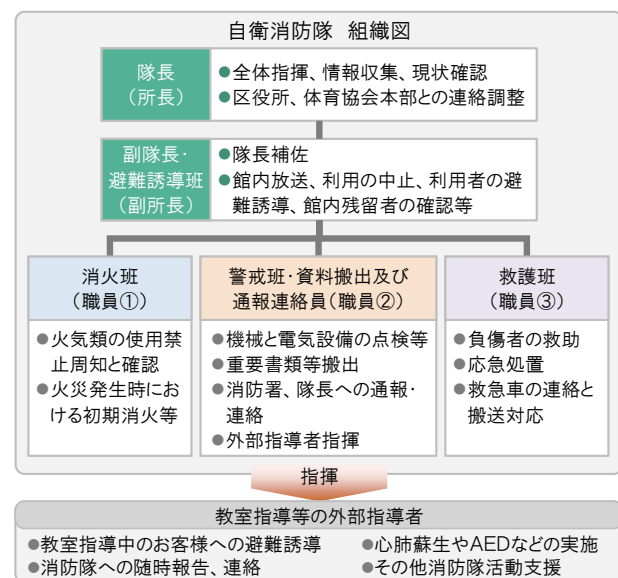 自衛消防隊 組織図
隊長
(所長)
●全体指揮、情報収集、現状確認
●区役所、体育協会本部との連絡調整
副隊長・
避難誘導班
(副所長)
●隊長補佐
●館内放送、利用の中止、利用者の避
難誘導、館内残留者の確認等
消火班
(職員①)
●火気類の使用禁
止周知と確認
●火災発生時にお
ける初期消火等
警戒班・資料搬出及び
通報連絡員(職員②)
●機械と電気設備の点検等
●重要書類等搬出
●消防署、隊長への通報・
連絡
●外部指導者指揮
救護班
(職員③)
●負傷者の救助
●応急処置
●救急車の連絡と
搬送対応
指揮
教室指導等の外部指導者
●教室指導中のお客様への避難誘導
●消防隊への随時報告、連絡
●心肺蘇生やAEDなどの実施
●その他消防隊活動支援